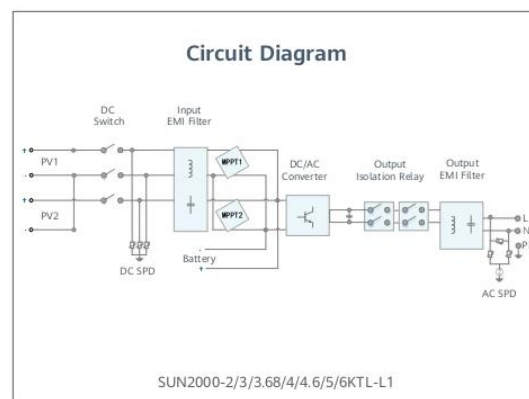 Circuit Diagram
DC
Switch
Input
EMI Filter
PV1
PV2
MPPT1
MPPT2
DC/AC
Converter
Output
Isolation Relay
Output
EMI Filter
L
N
P
DC SPD
-
Battery
+
AC SPD
SUN2000-2/3/3.68/4/4.6/5/6KTL-L1